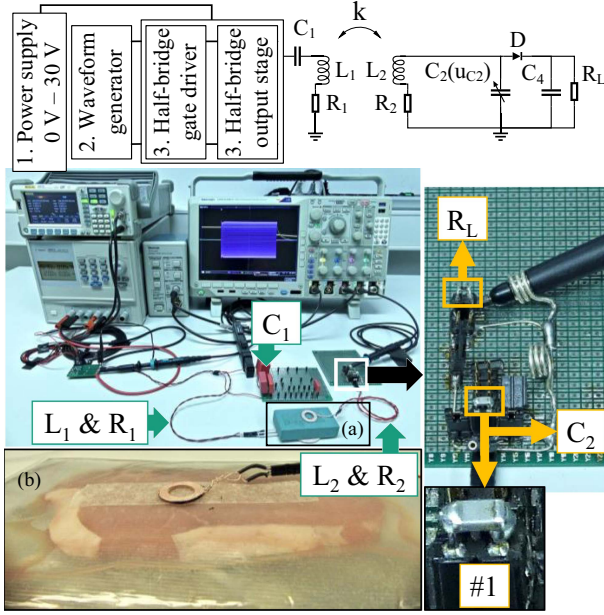 1. Power supply
0 V – 30 V
2. Waveform
generator
3. Half-bridge
gate driver
3. Half-bridge
output stage
C1
k
L1
L2
R1
R2
C2(uC2)
D
C4
RL
RL
C1
(a)
L1 & R1
L2 & R2
C2
(b)
#1